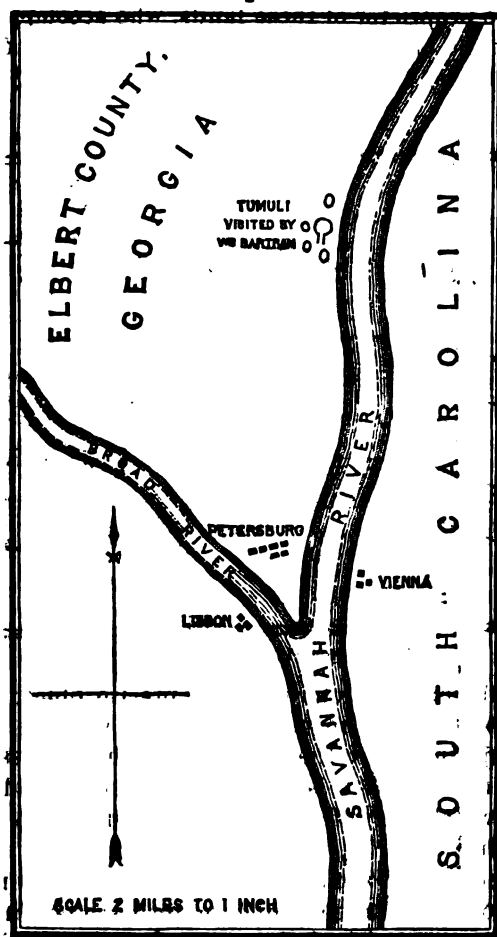 ELBERT COUNTY,
GEORGIA
TUMULI
VISITED BY
WM BARTRAM
SOUTH CAROLINA
BROAD RIVER
PETERSBURG
VIENNA
LISBON
SAVANNAH RIVER
SCALE 2 MILES TO 1 INCH